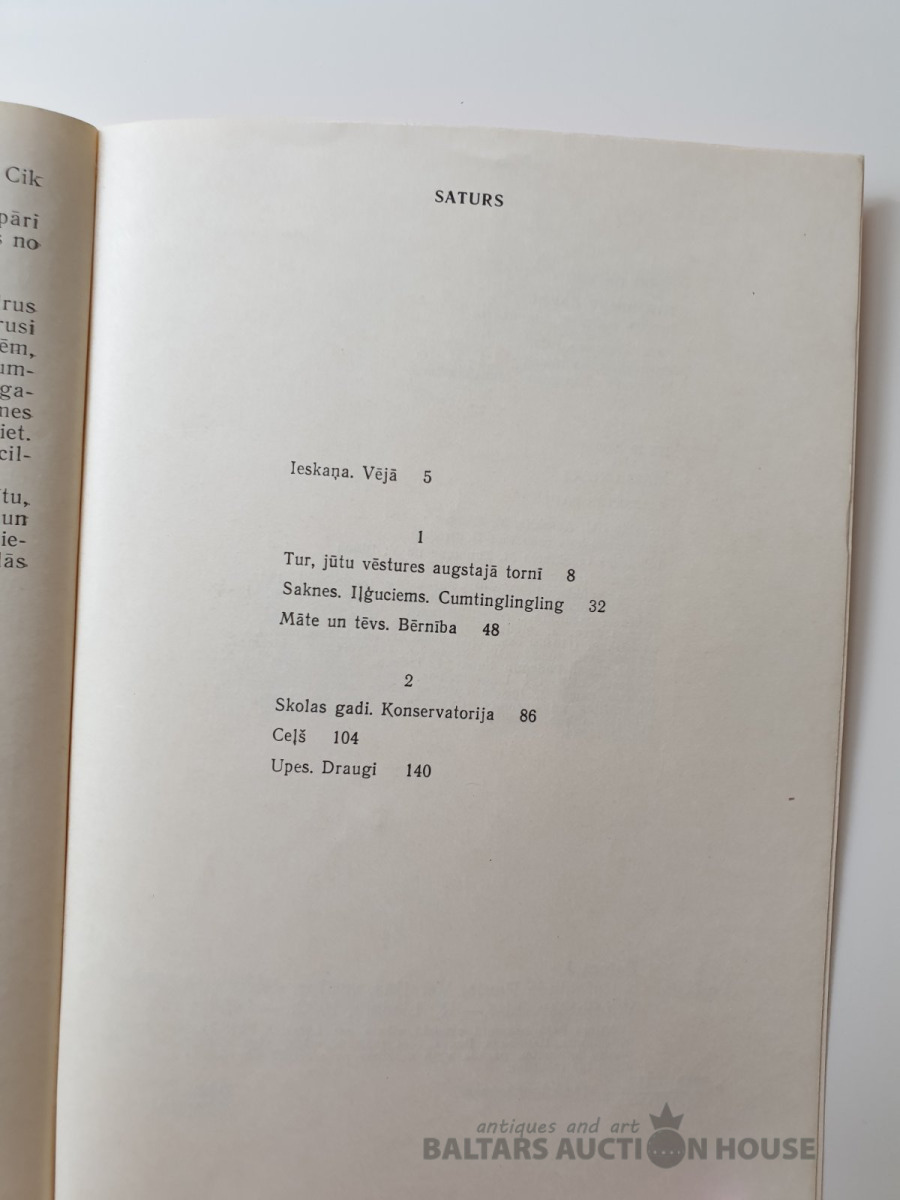 Cik
pāri
no
rus
rusi
ēm,
um-
ga-
nes
iet.
cil-
tu,
un
ie-
lās
SATURS
Ieskaņa. Vējā 5
1
Tur, jūtu vēstures augstajā tornī 8
Saknes. Iļģuciems. Cumtinglingling 32
Māte un tēvs. Bērnība 48
2
Skolas gadi. Konservatorija 86
Ceļš 104
Upes. Draugi 140
antiques and art
BALTARS AUCTION HOUSE